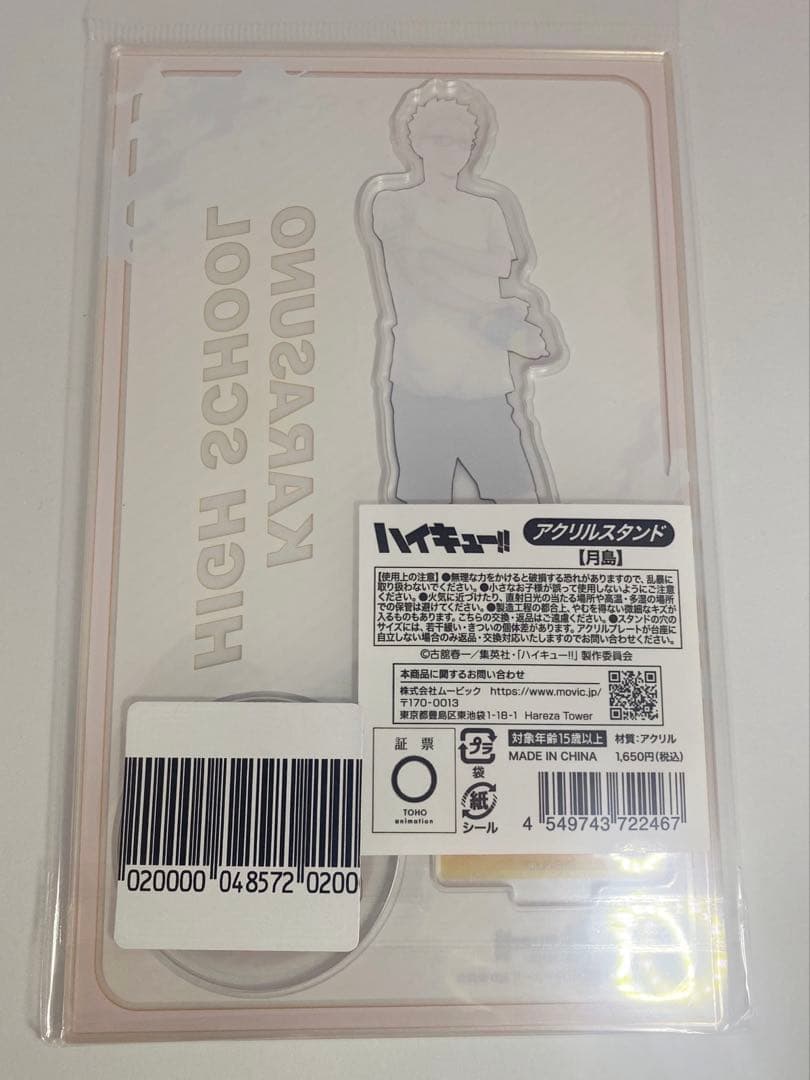 HIGH SCHOOL
KARASUNO
ハイキュー!! アクリルスタンド
【月島】
【使用上の注意】●無理な力をかけると破損する恐れがありますので、乱暴に
取り扱わないでください。●小さなお子様が誤って使用しないようにご注意
ください。●火気に近づけたり、直射日光の当たる場所や高温・多湿の場所
での保管は避けてください。●製造工程の都合上、やむを得ない微細なキズが
入るものもあります。こちらの交換・返品はご遠慮ください。●スタンドの穴の
サイズには、若干緩い・きついの個体差があります。アクリルプレートが台座に
自立しない場合のみ返品・交換対応いたしますのでお問い合わせください。
©古舘春一/集英社・「ハイキュー!!」製作委員会
本商品に関するお問い合わせ
株式会社ムービック https://www.movic.jp/
〒170-0013
東京都豊島区東池袋1-18-1 Hareza Tower
証票
TOHO
animation
プラ
袋
紙
シール
対象年齢15歳以上 材質:アクリル
MADE IN CHINA 1,650円(税込)
4 549743 722467
020000 048572 0200